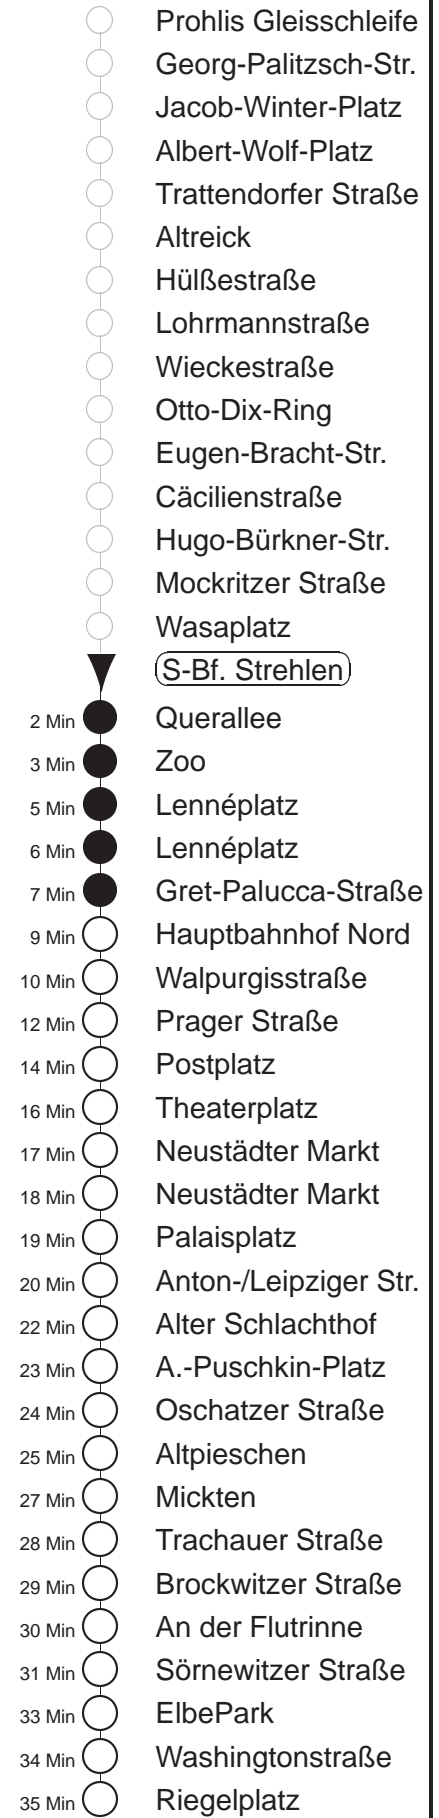 Prohlis Gleisschleife
Georg-Palitzsch-Str.
Jacob-Winter-Platz
Albert-Wolf-Platz
Trattendorfer Straße
Altreick
Hülßestraße
Lohrmannstraße
Wieckestraße
Otto-Dix-Ring
Eugen-Bracht-Str.
Cäcilienstraße
Hugo-Bürkner-Str.
Mockritzer Straße
Wasaplatz
S-Bf. Strehlen
2 Min Querallee
3 Min Zoo
5 Min Lennéplatz
6 Min Lennéplatz
7 Min Gret-Palucca-Straße
9 Min Hauptbahnhof Nord
10 Min Walpurgisstraße
12 Min Prager Straße
14 Min Postplatz
16 Min Theaterplatz
17 Min Neustädter Markt
18 Min Neustädter Markt
19 Min Palaisplatz
20 Min Anton-/Leipziger Str.
22 Min Alter Schlachthof
23 Min A.-Puschkin-Platz
24 Min Oschatzer Straße
25 Min Altpieschen
27 Min Mickten
28 Min Trachauer Straße
29 Min Brockwitzer Straße
30 Min An der Flutrinne
31 Min Sörnewitzer Straße
33 Min ElbePark
34 Min Washingtonstraße
35 Min Riegelplatz